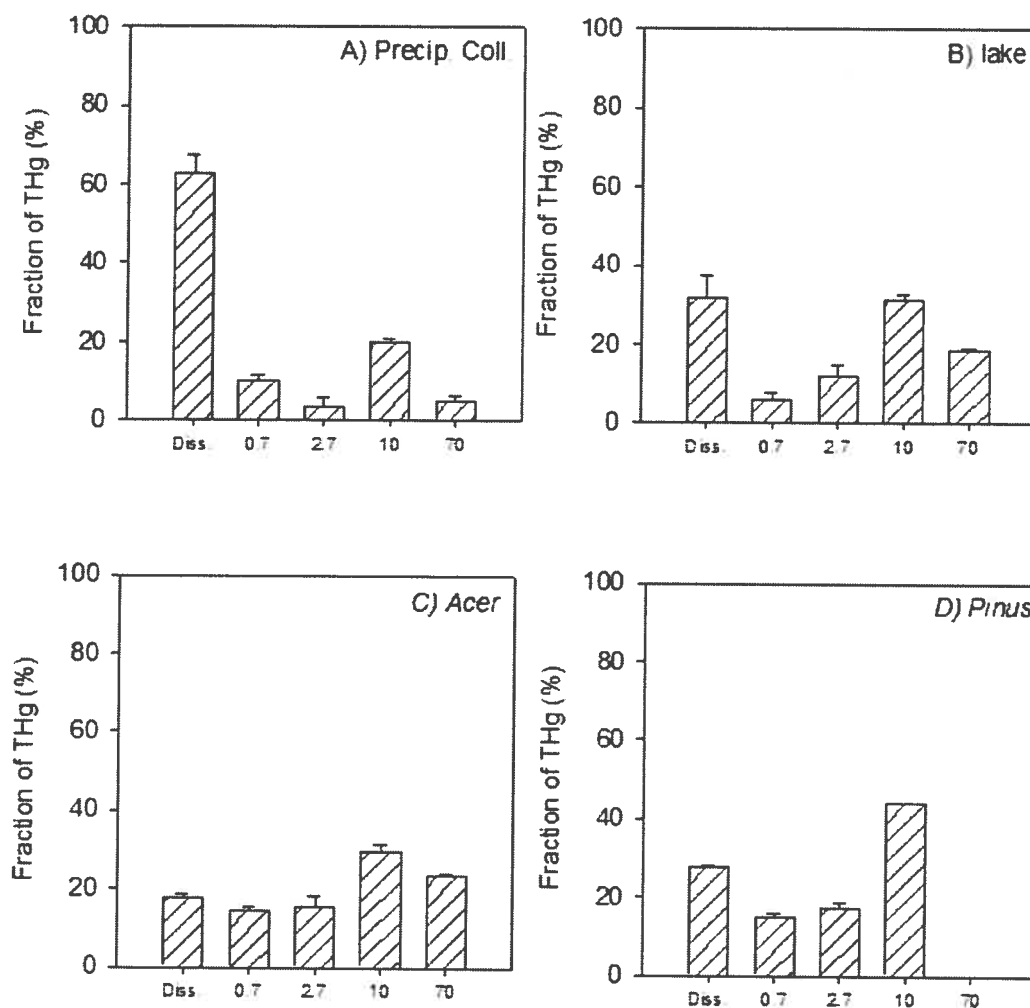 A) Precip. Coll.
Fraction of THg (%)
100
80
60
40
20
0
Diss. 0.7 2.7 10 70
B) lake
Fraction of THg (%)
100
80
60
40
20
0
Diss. 0.7 2.7 10 70
C) Acer
Fraction of THg (%)
100
80
60
40
20
0
Diss. 0.7 2.7 10 70
D) Pinus
Fraction of THg (%)
100
80
60
40
20
0
Diss. 0.7 2.7 10 70